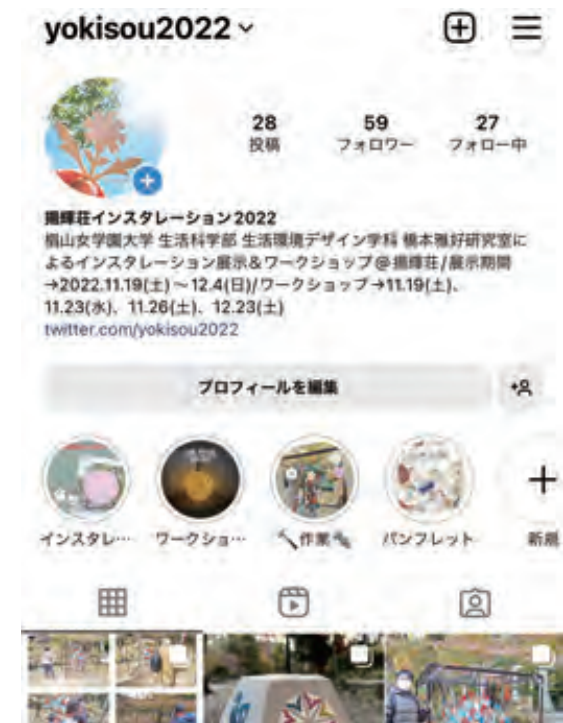 yokisou2022
28 59 27
投稿 フォロワー フォロー中
揚輝荘インスタレーション2022
椙山女学園大学 生活科学部 生活環境デザイン学科 橋本雅好研究室に
よるインスタレーション展示&ワークショップ@揚輝荘/展示期間
→2022.11.19(土)~12.4(日)/ワークショップ→11.19(土)、
11.23(水)、11.26(土)、12.23(土)
twitter.com/yokisou2022
プロフィールを編集
インスタレ… ワークショ… 🔨作業🔩 パンフレット 新規